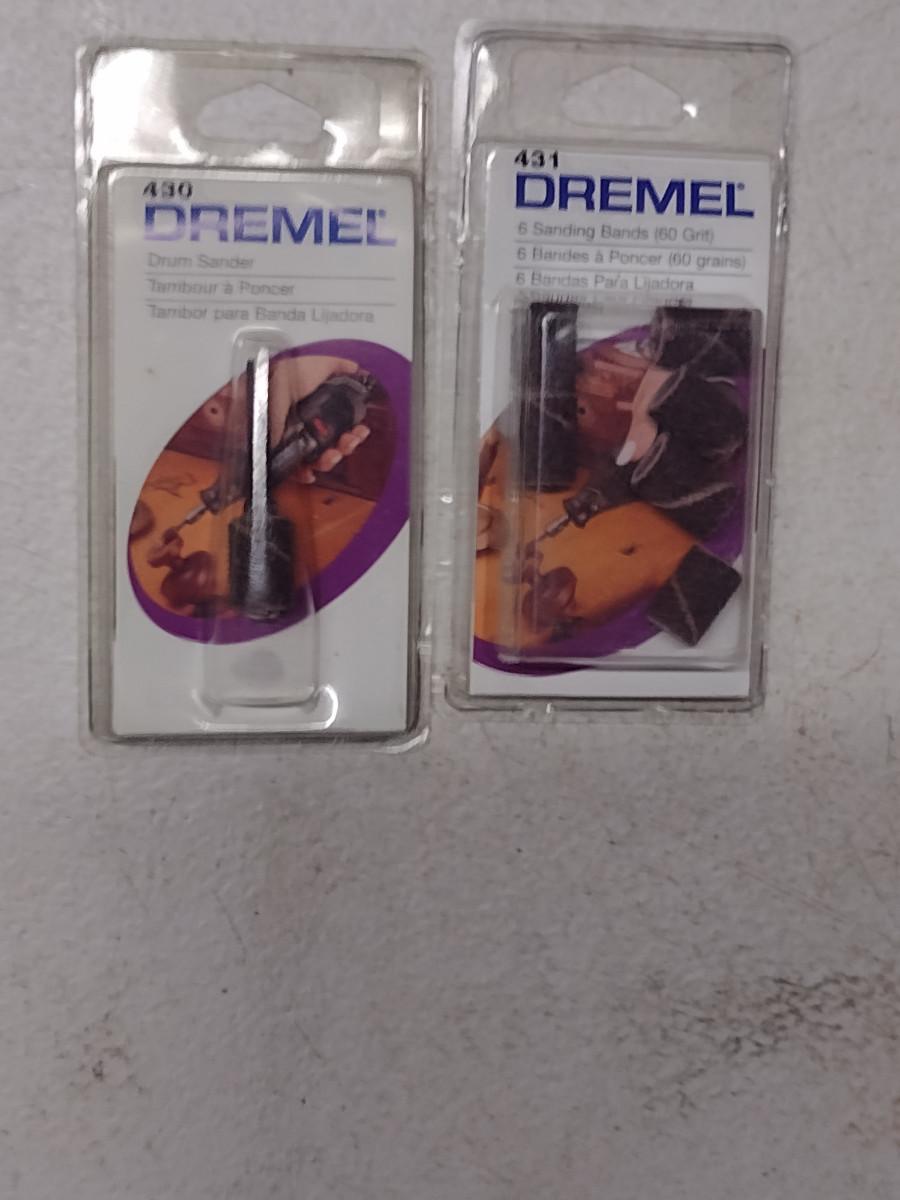 430
DREMEL
Drum Sander
Tambour à Poncer
Tambor para Banda Lijadora
431
DREMEL
6 Sanding Bands (60 Grit)
6 Bandes à Poncer (60 grains)
6 Bandas Para Lijadora